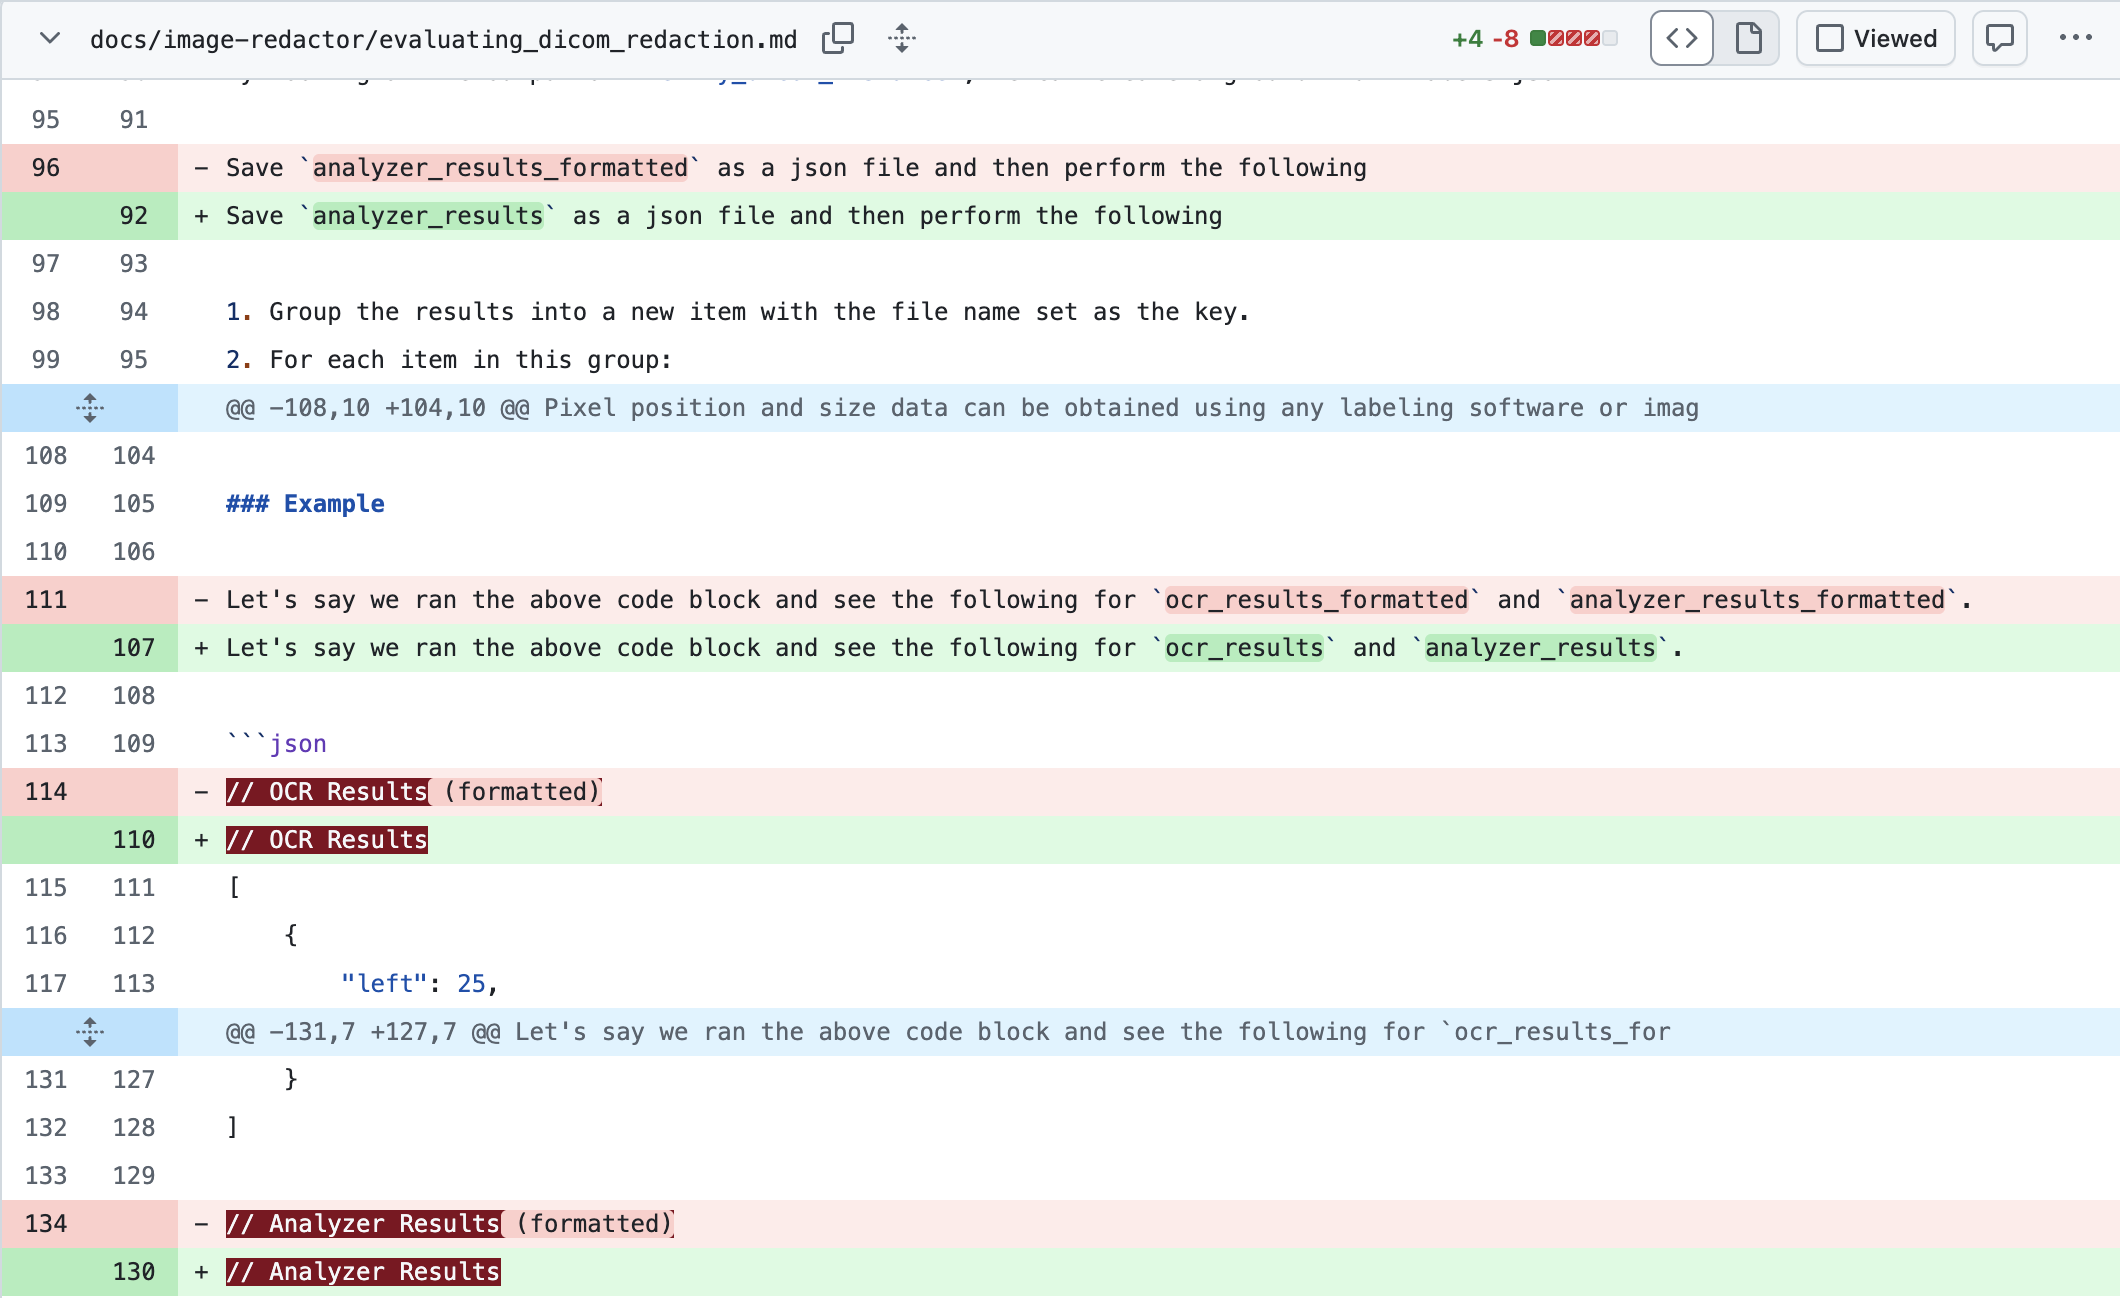 docs/image-redactor/evaluating_dicom_redaction.md +4 -8 Viewed
95 91
96 - Save `analyzer_results_formatted` as a json file and then perform the following
92 + Save `analyzer_results` as a json file and then perform the following
97 93
98 94 1. Group the results into a new item with the file name set as the key.
99 95 2. For each item in this group:
@@ -108,10 +104,10 @@ Pixel position and size data can be obtained using any labeling software or imag
108 104
109 105 ### Example
110 106
111 - Let's say we ran the above code block and see the following for `ocr_results_formatted` and `analyzer_results_formatted`.
107 + Let's say we ran the above code block and see the following for `ocr_results` and `analyzer_results`.
112 108
113 109 ```json
114 - // OCR Results (formatted)
110 + // OCR Results
115 111 [
116 112 {
117 113 "left": 25,
@@ -131,7 +127,7 @@ Let's say we ran the above code block and see the following for `ocr_results_for
131 127 }
132 128 ]
133 129
134 - // Analyzer Results (formatted)
130 + // Analyzer Results